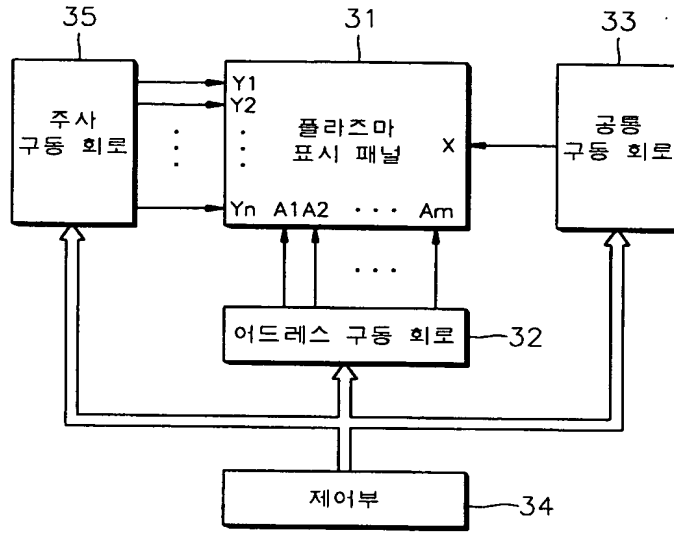 35
31
33
주사
구동 회로
Y1
Y2
Yn
플라즈마
표시 패널
X
A1 A2 ··· Am
공통
구동 회로
···
어드레스 구동 회로
32
제어부
34